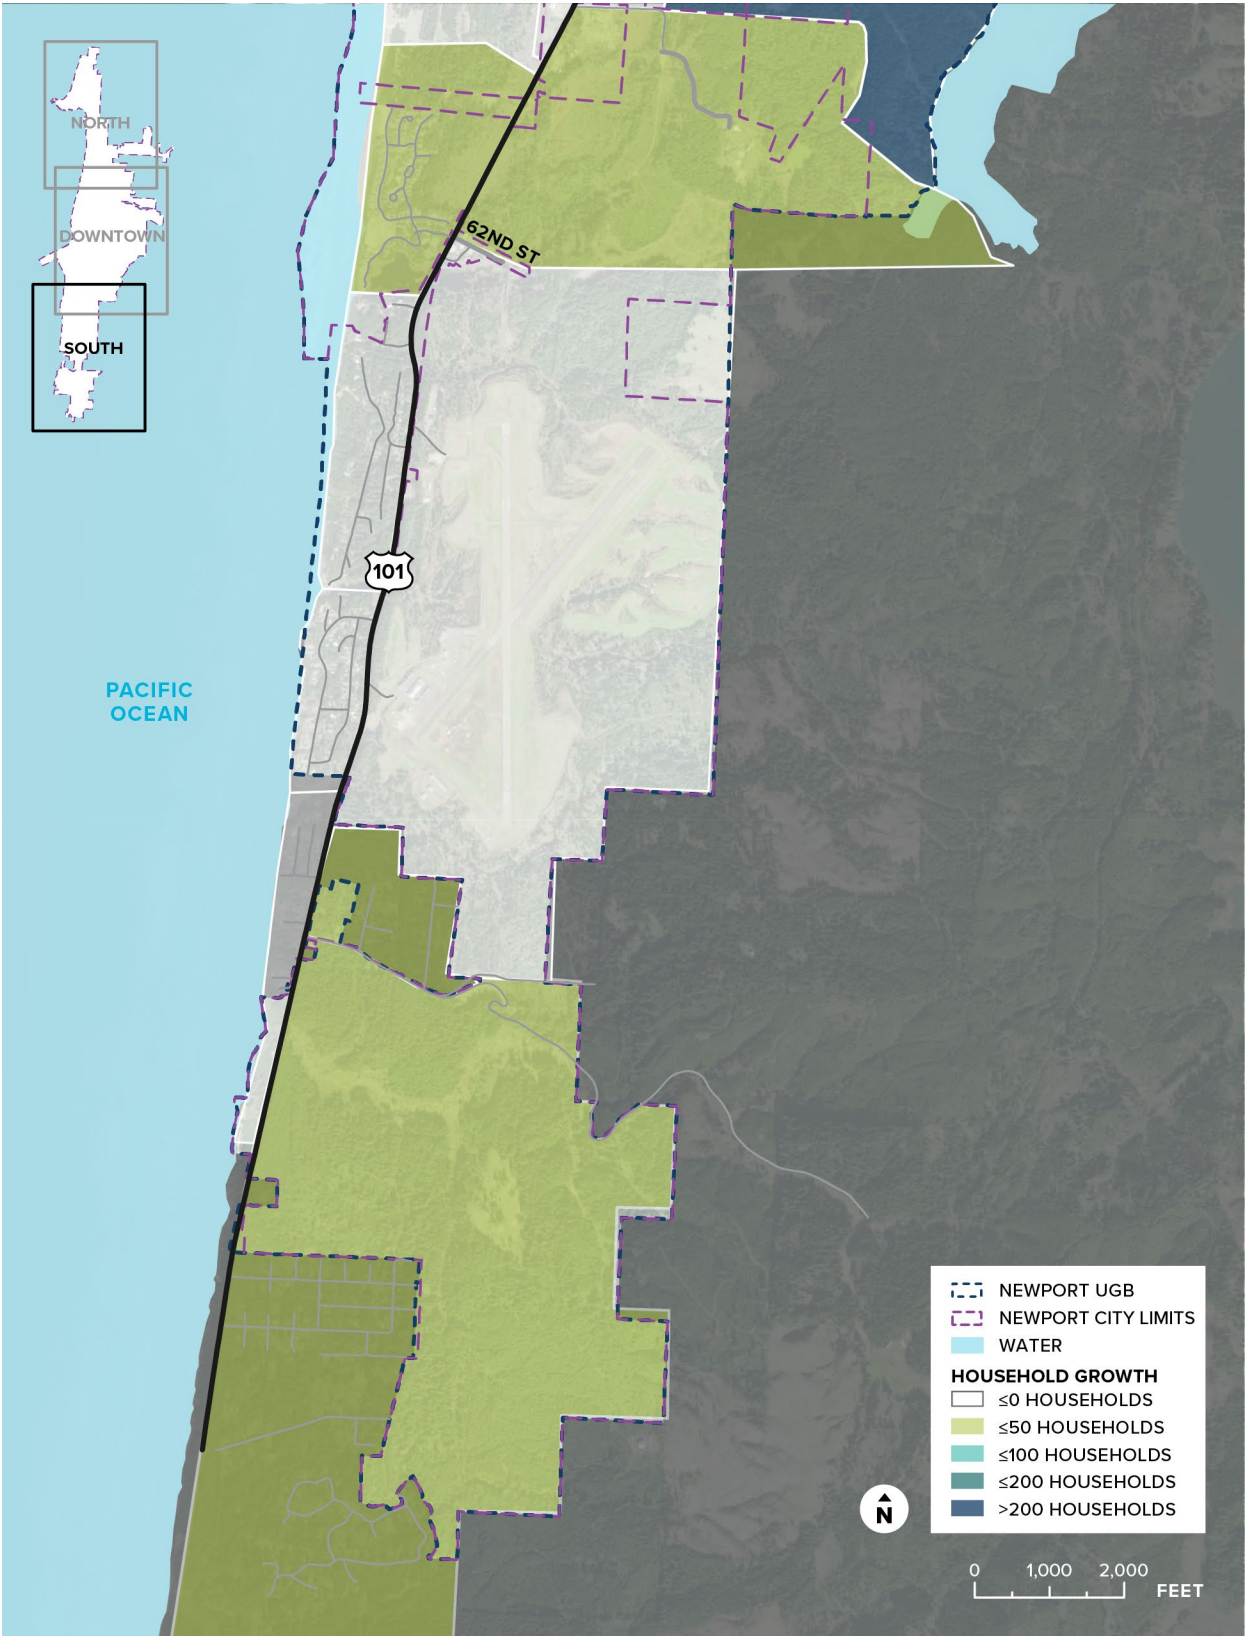 NORTH
DOWNTOWN
SOUTH
62ND ST
101
PACIFIC
OCEAN
NEWPORT UGB
NEWPORT CITY LIMITS
WATER
HOUSEHOLD GROWTH
≤0 HOUSEHOLDS
≤50 HOUSEHOLDS
≤100 HOUSEHOLDS
≤200 HOUSEHOLDS
>200 HOUSEHOLDS
N
0 1,000 2,000
FEET